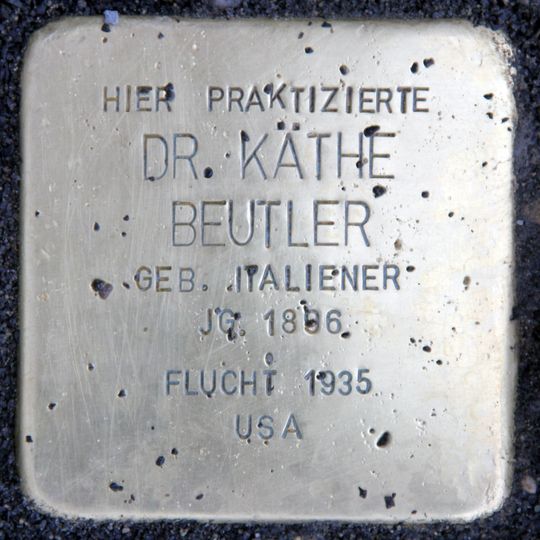 HIER PRAKTIZIERTE
DR. KÄTHE
BEUTLER
GEB. ITALIENER
JG. 1896
FLUCHT 1935
USA